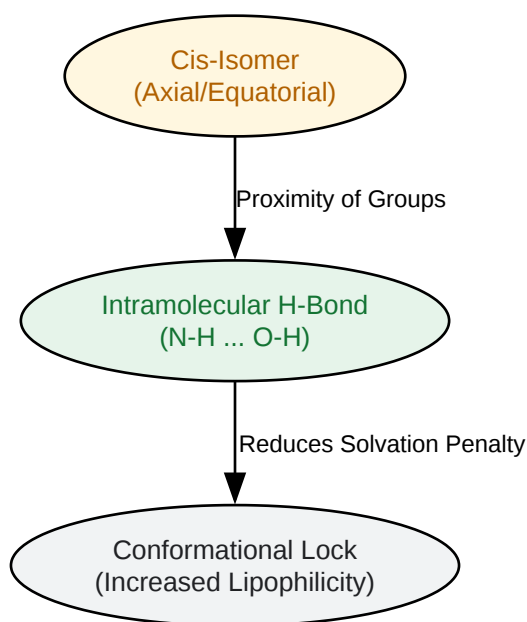 Cis-Isomer
(Axial/Equatorial)
Proximity of Groups
Intramolecular H-Bond
(N-H ... O-H)
Reduces Solvation Penalty
Conformational Lock
(Increased Lipophilicity)